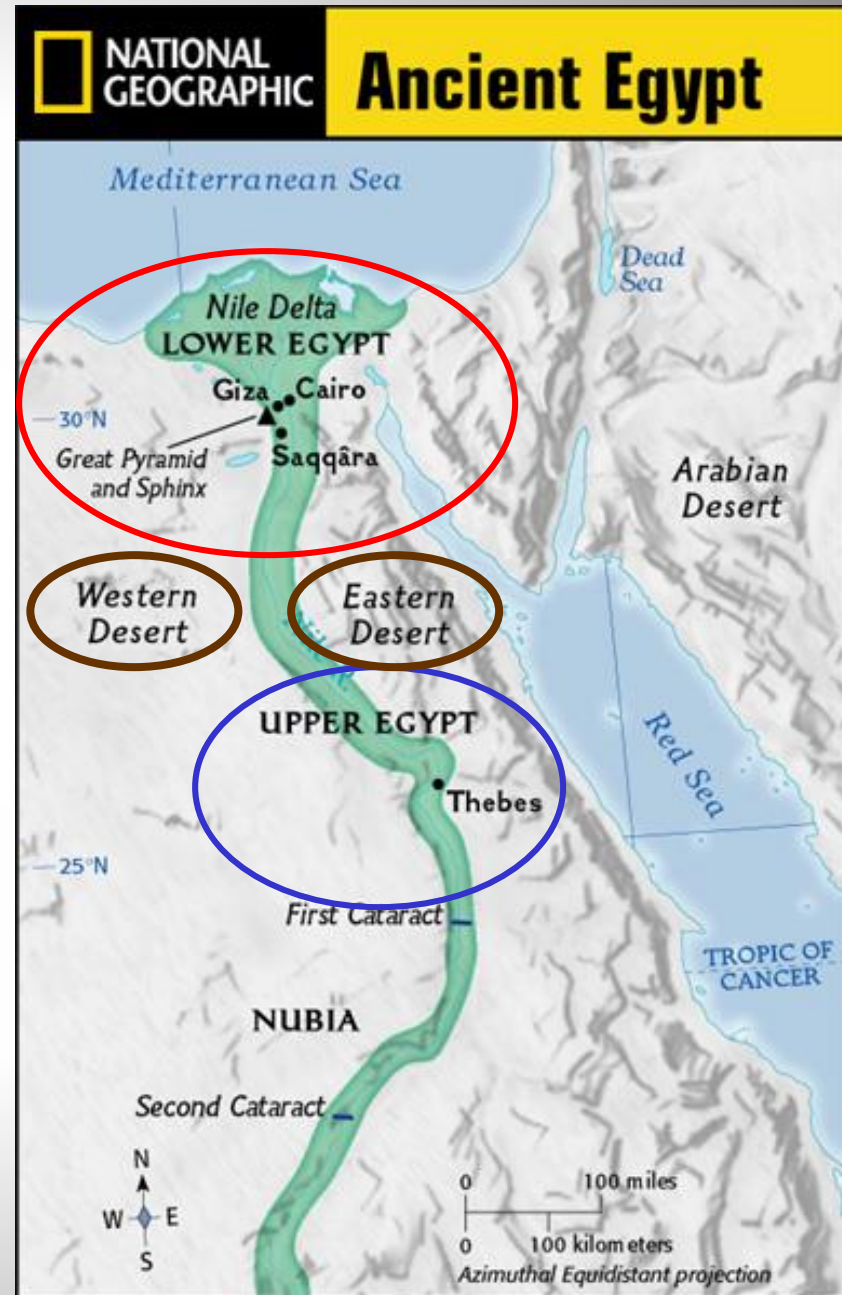 NATIONAL
GEOGRAPHIC
Ancient Egypt
Mediterranean Sea
Dead
Sea
Nile Delta
LOWER EGYPT
Giza
Cairo
30°N
Great Pyramid
and Sphinx
Saqqâra
Arabian
Desert
Western
Desert
Eastern
Desert
UPPER EGYPT
Red Sea
Thebes
25°N
First Cataract
TROPIC OF
CANCER
NUBIA
Second Cataract
N
W
E
S
0
100 miles
0
100 kilometers
Azimuthal Equidistant projection